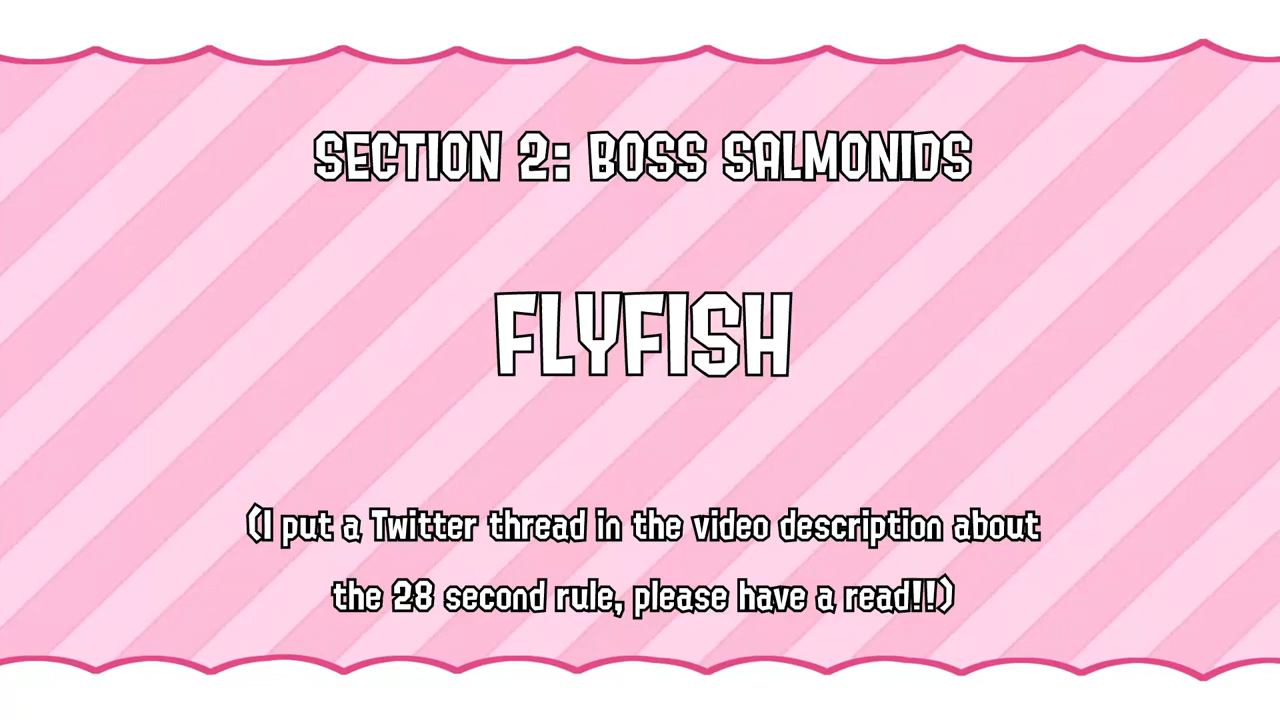 SECTION 2: BOSS SALMONIDS
FLYFISH
(I put a Twitter thread in the video description about
the 28 second rule, please have a read!!)